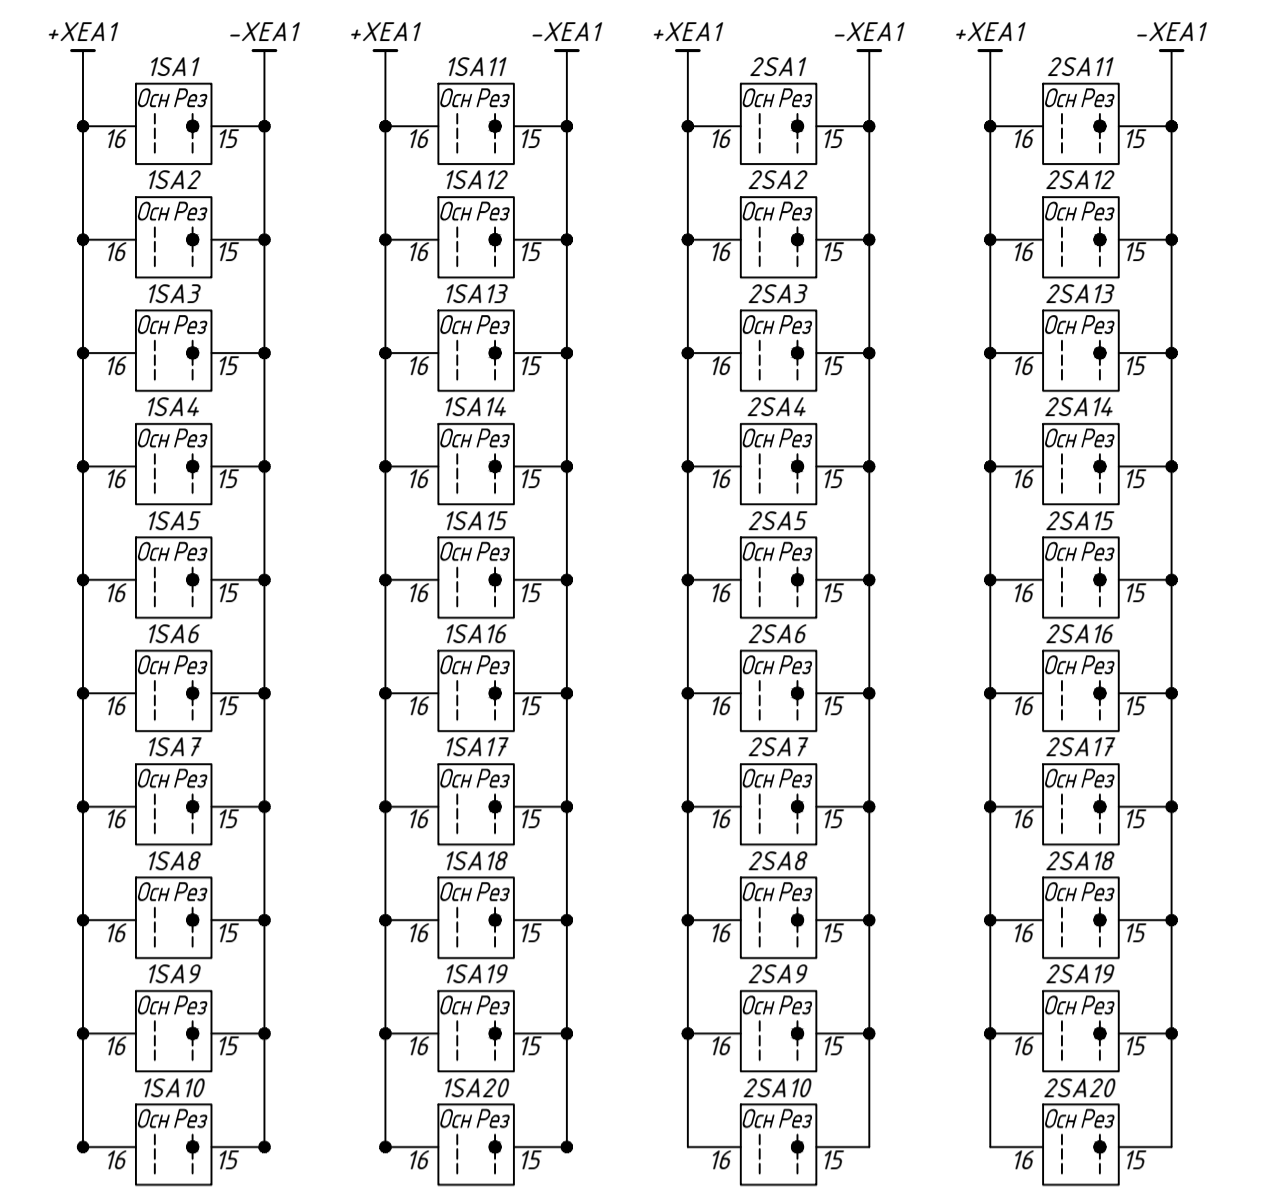 +XEA1 -XEA1 +XEA1 -XEA1 +XEA1 -XEA1 +XEA1 -XEA1
1SA1 1SA11 2SA1 2SA11
Осн Рез Осн Рез Осн Рез Осн Рез
16 15 16 15 16 15 16 15
1SA2 1SA12 2SA2 2SA12
Осн Рез Осн Рез Осн Рез Осн Рез
16 15 16 15 16 15 16 15
1SA3 1SA13 2SA3 2SA13
Осн Рез Осн Рез Осн Рез Осн Рез
16 15 16 15 16 15 16 15
1SA4 1SA14 2SA4 2SA14
Осн Рез Осн Рез Осн Рез Осн Рез
16 15 16 15 16 15 16 15
1SA5 1SA15 2SA5 2SA15
Осн Рез Осн Рез Осн Рез Осн Рез
16 15 16 15 16 15 16 15
1SA6 1SA16 2SA6 2SA16
Осн Рез Осн Рез Осн Рез Осн Рез
16 15 16 15 16 15 16 15
1SA7 1SA17 2SA7 2SA17
Осн Рез Осн Рез Осн Рез Осн Рез
16 15 16 15 16 15 16 15
1SA8 1SA18 2SA8 2SA18
Осн Рез Осн Рез Осн Рез Осн Рез
16 15 16 15 16 15 16 15
1SA9 1SA19 2SA9 2SA19
Осн Рез Осн Рез Осн Рез Осн Рез
16 15 16 15 16 15 16 15
1SA10 1SA20 2SA10 2SA20
Осн Рез Осн Рез Осн Рез Осн Рез
16 15 16 15 16 15 16 15